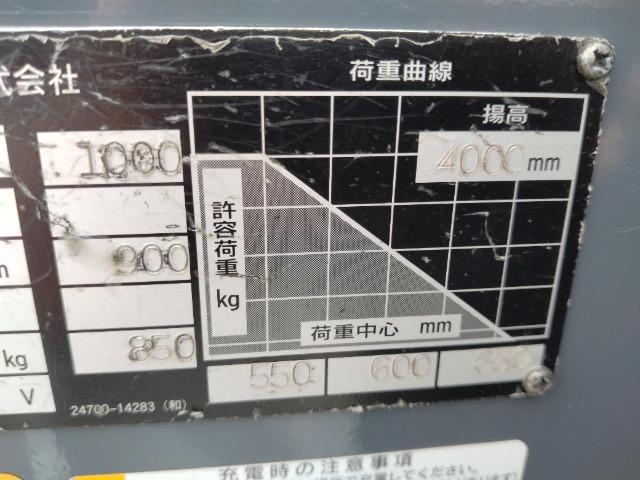 式会社
荷重曲線
揚高
1000
4000mm
許容荷重
kg
900
荷重中心 mm
850
kg
550 600 650
V
24700-14283 (和)
充電時の注意事項